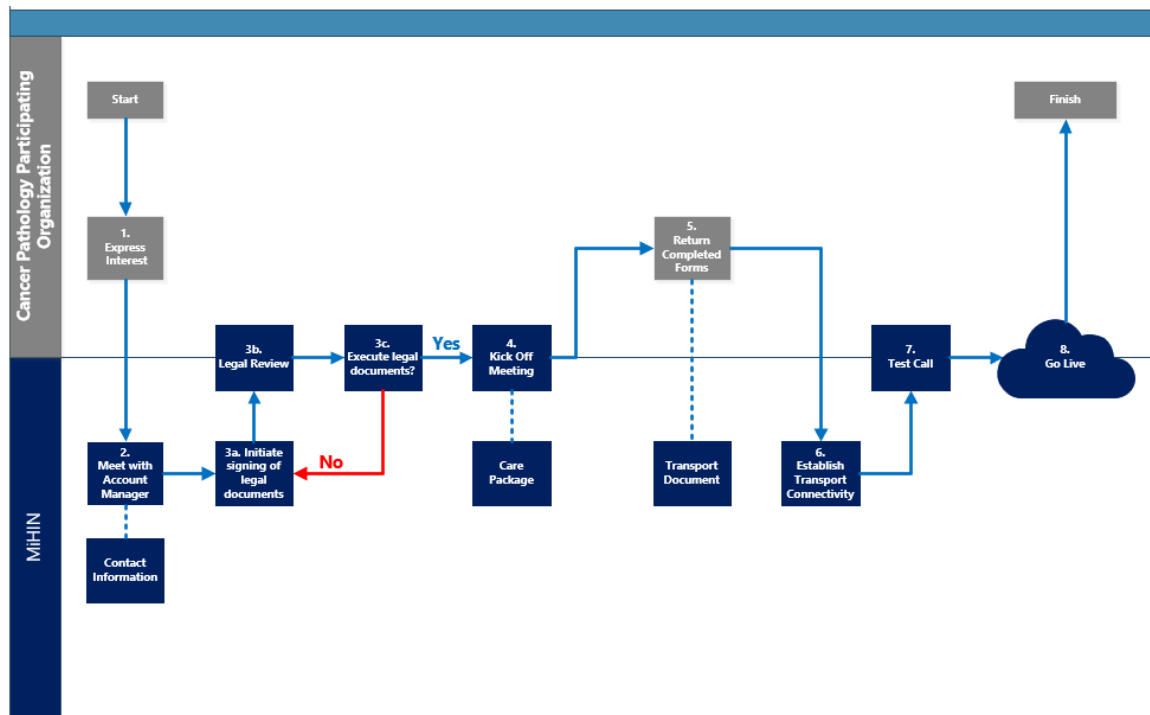 Cancer Pathology Participating
Organization
MiHIN
Start
Finish
1.
Express
Interest
5.
Return
Completed
Forms
3b.
Legal Review
3c.
Execute legal
documents?
Yes
4.
Kick Off
Meeting
7.
Test Call
8.
Go Live
2.
Meet with
Account
Manager
3a. Initiate
signing of
legal
documents
No
Care
Package
Transport
Document
6.
Establish
Transport
Connectivity
Contact
Information